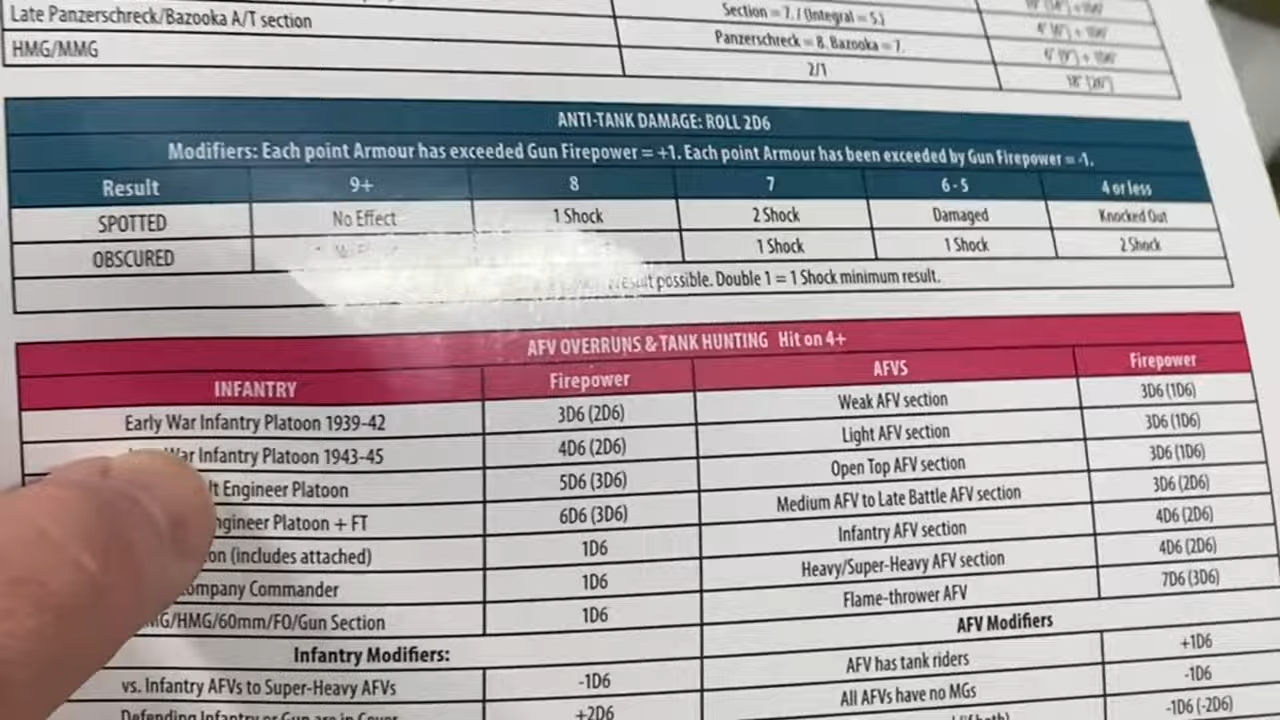 Late Panzerschreck/Bazooka A/T section
Section = 7. / (Integral = 5.)
HMG/MMG
Panzerschreck = 8. Bazooka = 7.
2/1
ANTI-TANK DAMAGE: ROLL 2D6
Modifiers: Each point Armour has exceeded Gun Firepower = +1. Each point Armour has been exceeded by Gun Firepower = -1.
Result 9+ 8 7 6 - 5 4 or less
SPOTTED No Effect 1 Shock 2 Shock Damaged Knocked Out
OBSCURED 1 Shock 1 Shock 2 Shock
result possible. Double 1 = 1 Shock minimum result.
AFV OVERRUNS & TANK HUNTING Hit on 4+
INFANTRY Firepower AFVS Firepower
Early War Infantry Platoon 1939-42 3D6 (2D6) Weak AFV section 3D6 (1D6)
War Infantry Platoon 1943-45 4D6 (2D6) Light AFV section 3D6 (1D6)
Engineer Platoon 5D6 (3D6) Open Top AFV section 3D6 (1D6)
Platoon + FT 6D6 (3D6) Medium AFV to Late Battle AFV section 3D6 (2D6)
(includes attached) 1D6 Infantry AFV section 4D6 (2D6)
Commander 1D6 Heavy/Super-Heavy AFV section 4D6 (2D6)
/HMG/60mm/FO/Gun Section 1D6 Flame-thrower AFV 7D6 (3D6)
Infantry Modifiers: AFV Modifiers
vs. Infantry AFVs to Super-Heavy AFVs -1D6 AFV has tank riders +1D6
Defending Infantry or Gun are in Cover +2D6 All AFVs have no MGs -1D6
-1D6 (-2D6)